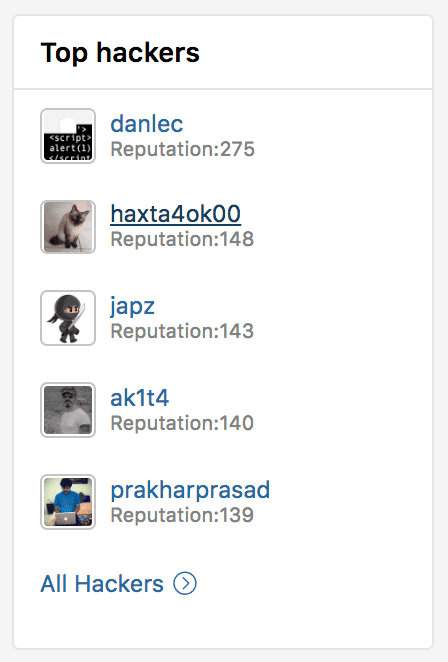 Top hackers
'>
<script>
alert(1)
</script
danlec
Reputation:275
haxta4ok00
Reputation:148
japz
Reputation:143
ak1t4
Reputation:140
prakharprasad
Reputation:139
All Hackers